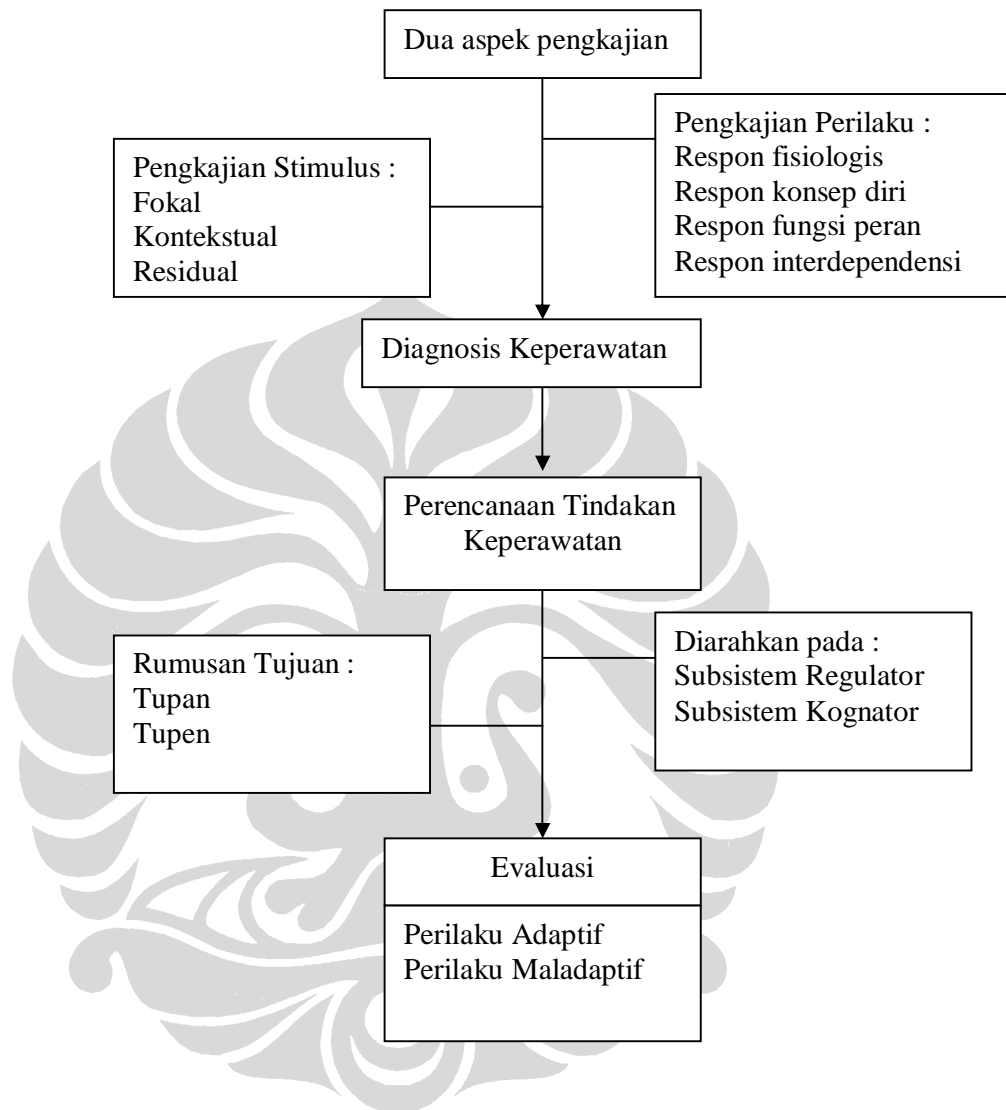 Dua aspek pengkajian
Pengkajian Stimulus :
Fokal
Kontekstual
Residual
Pengkajian Perilaku :
Respon fisiologis
Respon konsep diri
Respon fungsi peran
Respon interdependensi
Diagnosis Keperawatan
Perencanaan Tindakan
Keperawatan
Rumusan Tujuan :
Tupan
Tupen
Diarahkan pada :
Subsistem Regulator
Subsistem Kognator
Evaluasi
Perilaku Adaptif
Perilaku Maladaptif